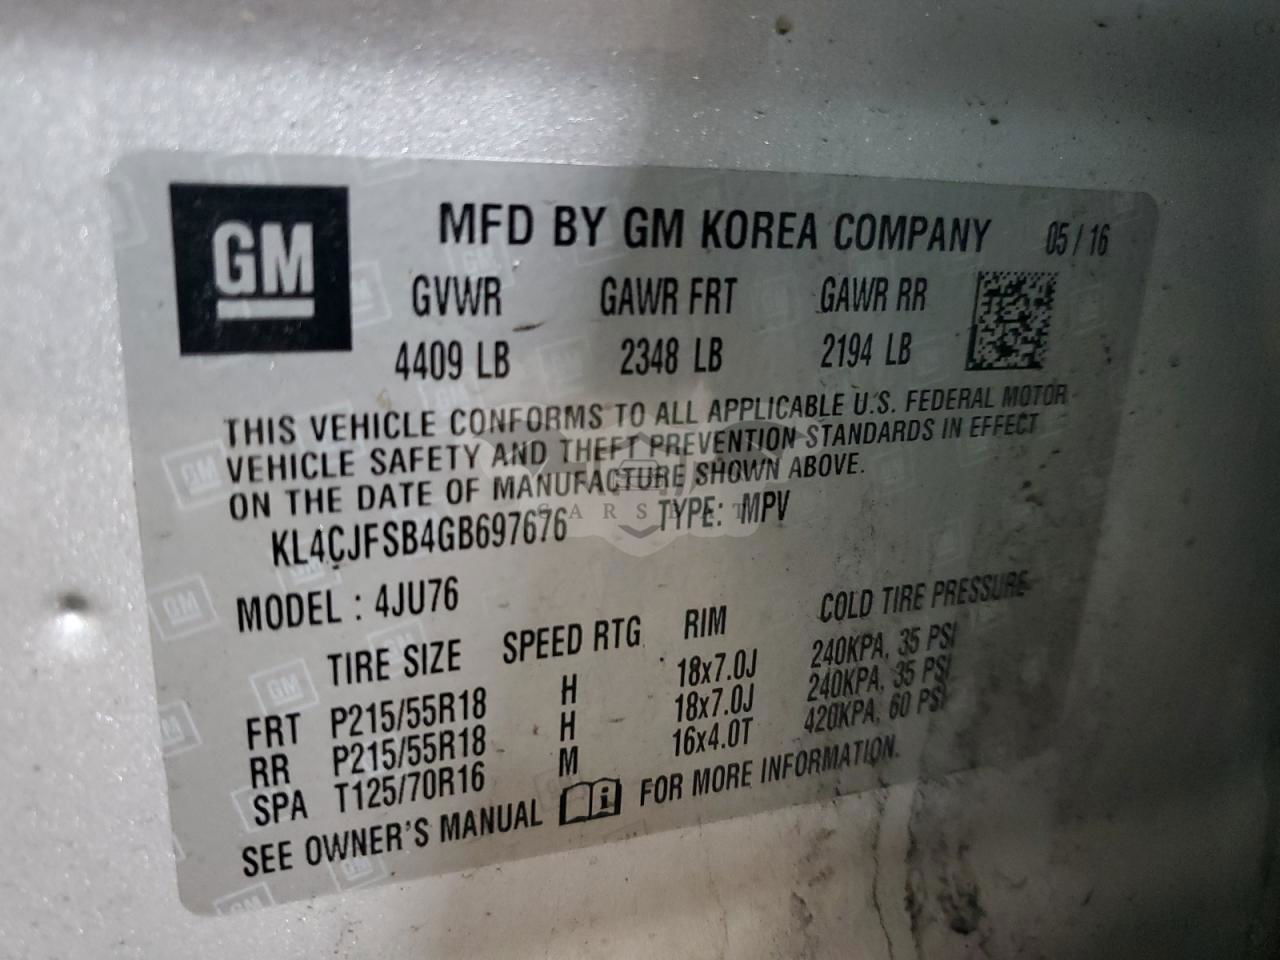 GM
MFD BY GM KOREA COMPANY 05/16
GVWR GAWR FRT GAWR RR
4409 LB 2348 LB 2194 LB
THIS VEHICLE CONFORMS TO ALL APPLICABLE U.S. FEDERAL MOTOR
VEHICLE SAFETY AND THEFT PREVENTION STANDARDS IN EFFECT
ON THE DATE OF MANUFACTURE SHOWN ABOVE.
KL4CJFSB4GB697676 TYPE: MPV
MODEL : 4JU76
TIRE SIZE SPEED RTG RIM COLD TIRE PRESSURE
FRT P215/55R18 H 18x7.0J 240KPA, 35 PSI
RR P215/55R18 H 18x7.0J 240KPA, 35 PSI
SPA T125/70R16 M 16x4.0T 420KPA, 60 PSI
SEE OWNER'S MANUAL FOR MORE INFORMATION.